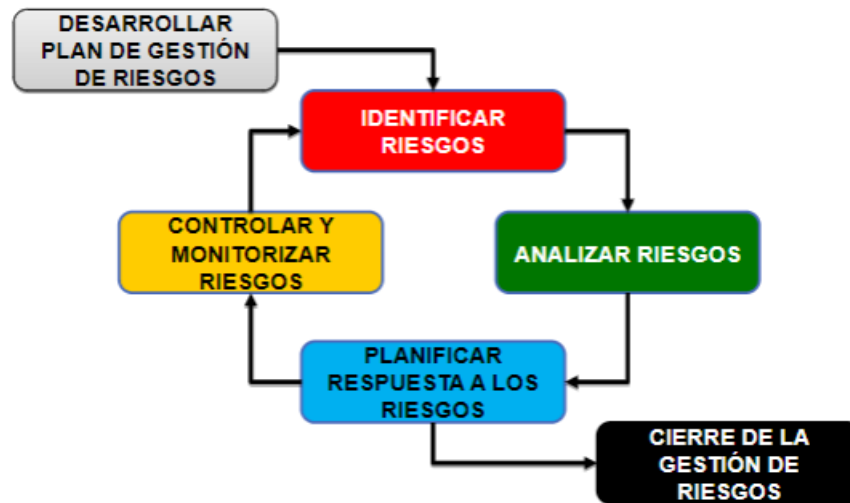 DESARROLLAR
PLAN DE GESTIÓN
DE RIESGOS
IDENTIFICAR
RIESGOS
CONTROLAR Y
MONITORIZAR
RIESGOS
ANALIZAR RIESGOS
PLANIFICAR
RESPUESTA A LOS
RIESGOS
CIERRE DE LA
GESTIÓN DE
RIESGOS